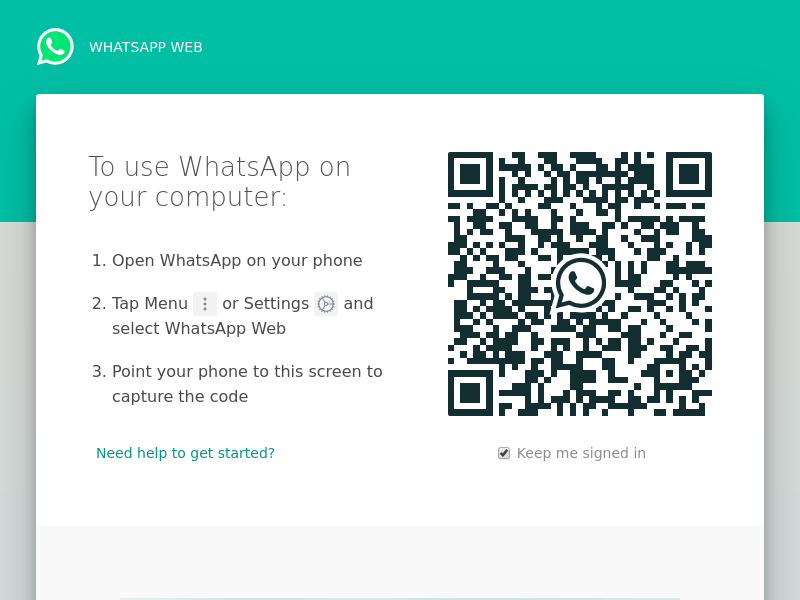 WHATSAPP WEB
To use WhatsApp on
your computer:
1. Open WhatsApp on your phone
2. Tap Menu or Settings and
select WhatsApp Web
3. Point your phone to this screen to
capture the code
Need help to get started?
Keep me signed in